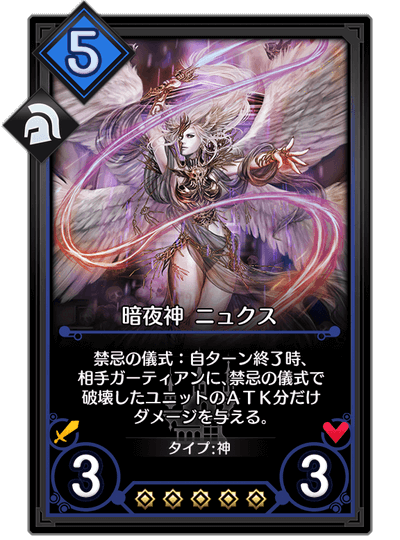 5
暗夜神 ニュクス
禁忌の儀式：自ターン終了時、
相手ガーディアンに、禁忌の儀式で
破壊したユニットのATK分だけ
ダメージを与える。
タイプ:神
3
3